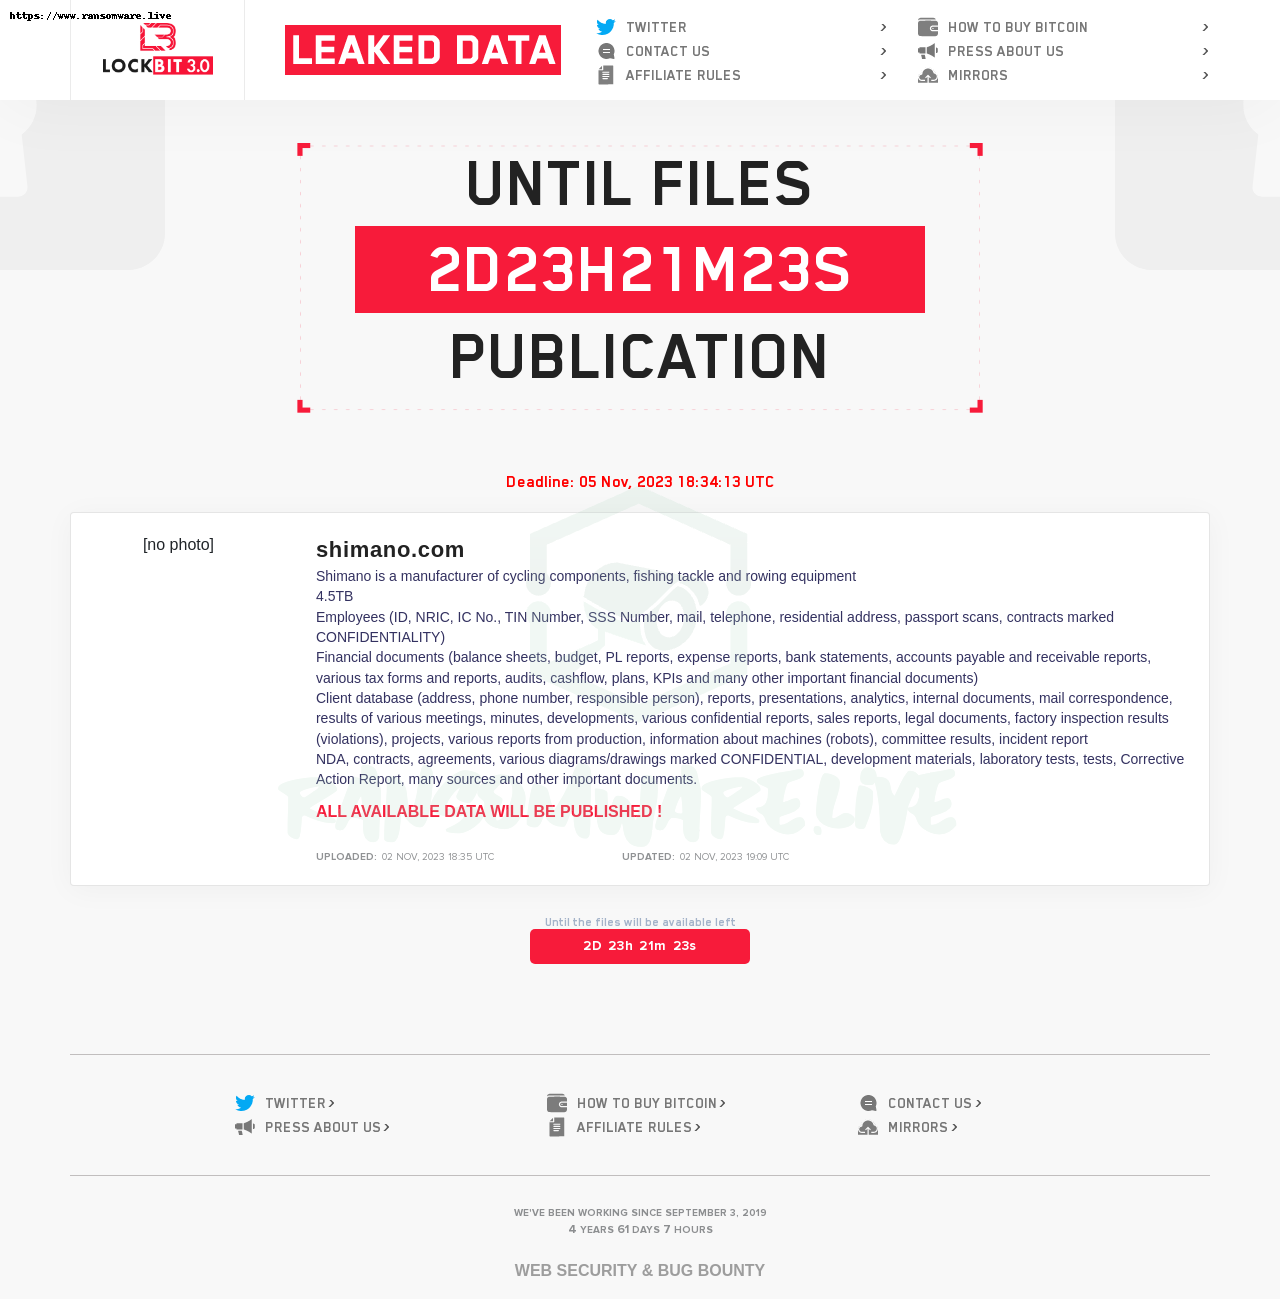 https://www.ransomware.live
LOCKBIT 3.0
LEAKED DATA
TWITTER >
CONTACT US >
AFFILIATE RULES >
HOW TO BUY BITCOIN >
PRESS ABOUT US >
MIRRORS >
UNTIL FILES
2D23H21M23S
PUBLICATION
Deadline: 05 Nov, 2023 18:34:13 UTC
[no photo]
shimano.com
Shimano is a manufacturer of cycling components, fishing tackle and rowing equipment
4.5TB
Employees (ID, NRIC, IC No., TIN Number, SSS Number, mail, telephone, residential address, passport scans, contracts marked
CONFIDENTIALITY)
Financial documents (balance sheets, budget, PL reports, expense reports, bank statements, accounts payable and receivable reports,
various tax forms and reports, audits, cashflow, plans, KPIs and many other important financial documents)
Client database (address, phone number, responsible person), reports, presentations, analytics, internal documents, mail correspondence,
results of various meetings, minutes, developments, various confidential reports, sales reports, legal documents, factory inspection results
(violations), projects, various reports from production, information about machines (robots), committee results, incident report
NDA, contracts, agreements, various diagrams/drawings marked CONFIDENTIAL, development materials, laboratory tests, tests, Corrective
Action Report, many sources and other important documents.
RANSOMWARE.LIVE
ALL AVAILABLE DATA WILL BE PUBLISHED !
UPLOADED: 02 NOV, 2023 18:35 UTC
UPDATED: 02 NOV, 2023 19:09 UTC
Until the files will be available left
2D 23h 21m 23s
TWITTER >
HOW TO BUY BITCOIN >
CONTACT US >
PRESS ABOUT US >
AFFILIATE RULES >
MIRRORS >
WE'VE BEEN WORKING SINCE SEPTEMBER 3, 2019
4 YEARS 61 DAYS 7 HOURS
WEB SECURITY & BUG BOUNTY